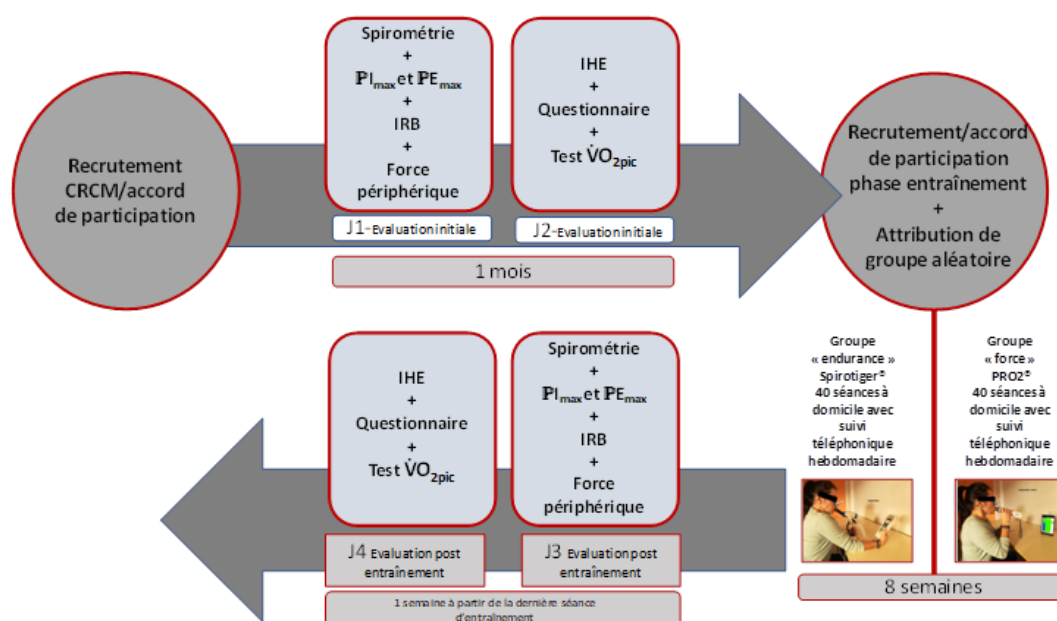 Recrutement
CRCM/accord
de participation
Spirométrie
+
PImax et PEmax
+
IRB
+
Force
périphérique
J1-Evaluation initiale
IHE
+
Questionnaire
+
Test V̇O2pic
J2-Evaluation initiale
1 mois
Recrutement/accord
de participation
phase entraînement
+
Attribution de
groupe aléatoire
Groupe
« endurance »
Spirotiger®
40 séances à
domicile avec
suivi
téléphonique
hebdomadaire
Groupe
« force »
PRO2®
40 séances à
domicile avec
suivi
téléphonique
hebdomadaire
8 semaines
Spirométrie
+
PImax et PEmax
+
IRB
+
Force
périphérique
J3 Evaluation post
entraînement
IHE
+
Questionnaire
+
Test V̇O2pic
J4 Evaluation post
entraînement
1 semaine à partir de la dernière séance
d'entraînement